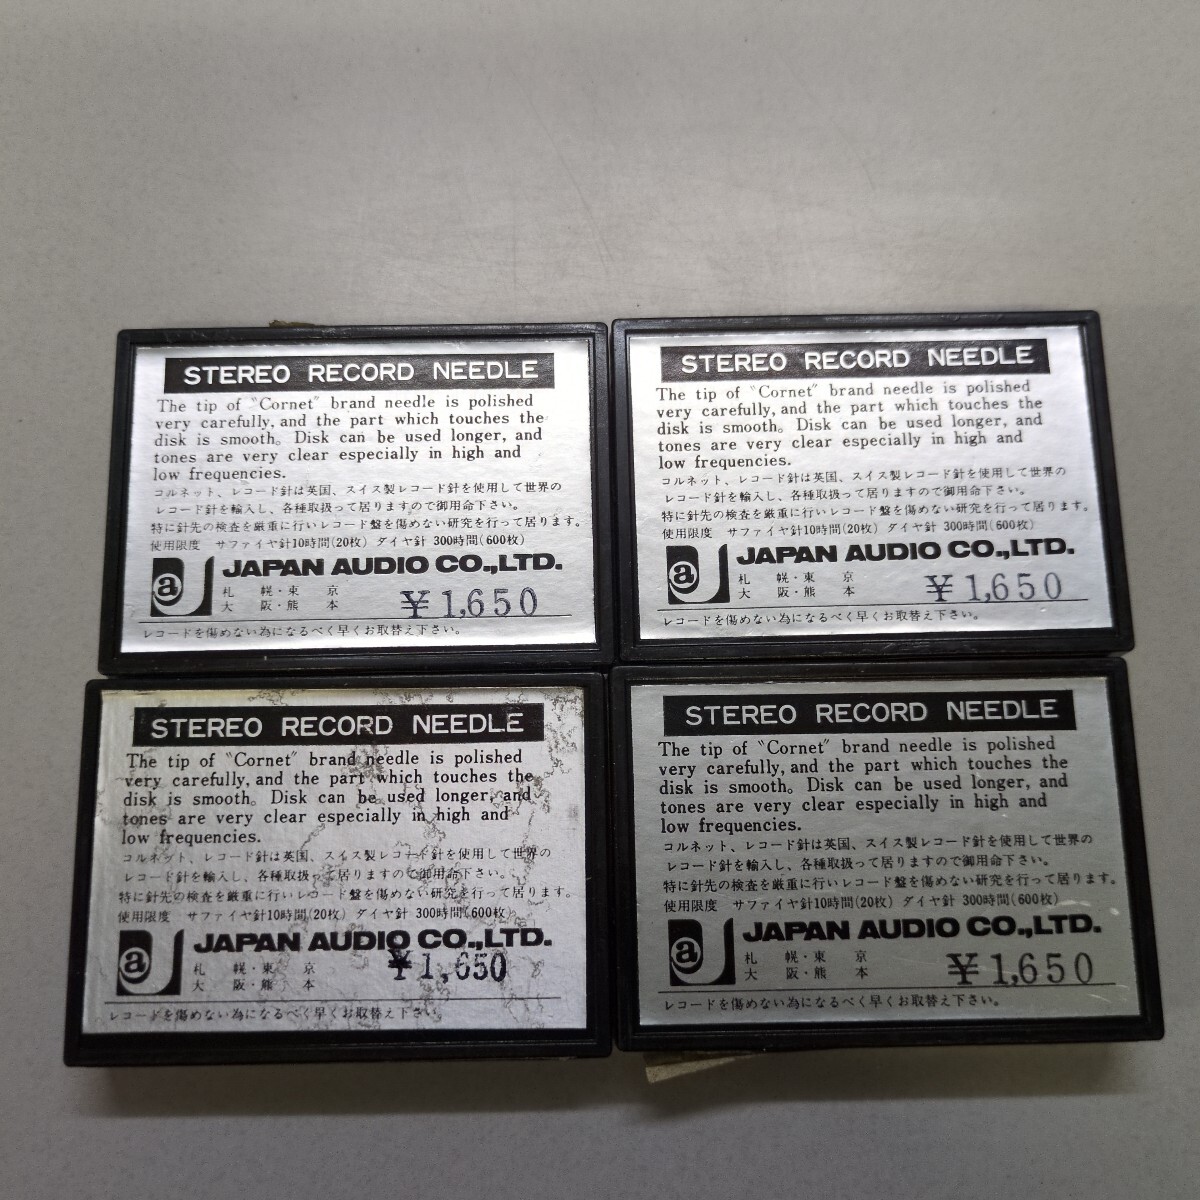 STEREO RECORD NEEDLE
The tip of "Cornet" brand needle is polished
very carefully, and the part which touches the
disk is smooth。 Disk can be used longer, and
tones are very clear especially in high and
low frequencies.
コルネット、レコード針は英国、スイス製レコード針を使用して世界の
レコード針を輸入し、各種取扱って居りますので御用命下さい。
特に針先の検査を厳重に行いレコード盤を傷めない研究を行って居ります。
使用限度 サファイヤ針10時間(20枚) ダイヤ針 300時間(600枚)
a JAPAN AUDIO CO.,LTD.
札幌・東京
大阪・熊本 ¥1,650
レコードを傷めない為になるべく早くお取替え下さい。
STEREO RECORD NEEDLE
The tip of "Cornet" brand needle is polished
very carefully, and the part which touches the
disk is smooth。 Disk can be used longer, and
tones are very clear especially in high and
low frequencies.
コルネット、レコード針は英国、スイス製レコード針を使用して世界の
レコード針を輸入し、各種取扱って居りますので御用命下さい。
特に針先の検査を厳重に行いレコード盤を傷めない研究を行って居ります。
使用限度 サファイヤ針10時間(20枚) ダイヤ針 300時間(600枚)
a JAPAN AUDIO CO.,LTD.
札幌・東京
大阪・熊本 ¥1,650
レコードを傷めない為になるべく早くお取替え下さい。
STEREO RECORD NEEDLE
The tip of "Cornet" brand needle is polished
very carefully, and the part which touches the
disk is smooth。 Disk can be used longer, and
tones are very clear especially in high and
low frequencies.
コルネット、レコード針は英国、スイス製レコード針を使用して世界の
レコード針を輸入し、各種取扱って居りますので御用命下さい。
特に針先の検査を厳重に行いレコード盤を傷めない研究を行って居ります。
使用限度 サファイヤ針10時間(20枚) ダイヤ針 300時間(600枚)
a JAPAN AUDIO CO.,LTD.
札幌・東京
大阪・熊本 ¥1,650
レコードを傷めない為になるべく早くお取替え下さい。
STEREO RECORD NEEDLE
The tip of "Cornet" brand needle is polished
very carefully, and the part which touches the
disk is smooth。 Disk can be used longer, and
tones are very clear especially in high and
low frequencies.
コルネット、レコード針は英国、スイス製レコード針を使用して世界の
レコード針を輸入し、各種取扱って居りますので御用命下さい。
特に針先の検査を厳重に行いレコード盤を傷めない研究を行って居ります。
使用限度 サファイヤ針10時間(20枚) ダイヤ針 300時間(600枚)
a JAPAN AUDIO CO.,LTD.
札幌・東京
大阪・熊本 ¥1,650
レコードを傷めない為になるべく早くお取替え下さい。